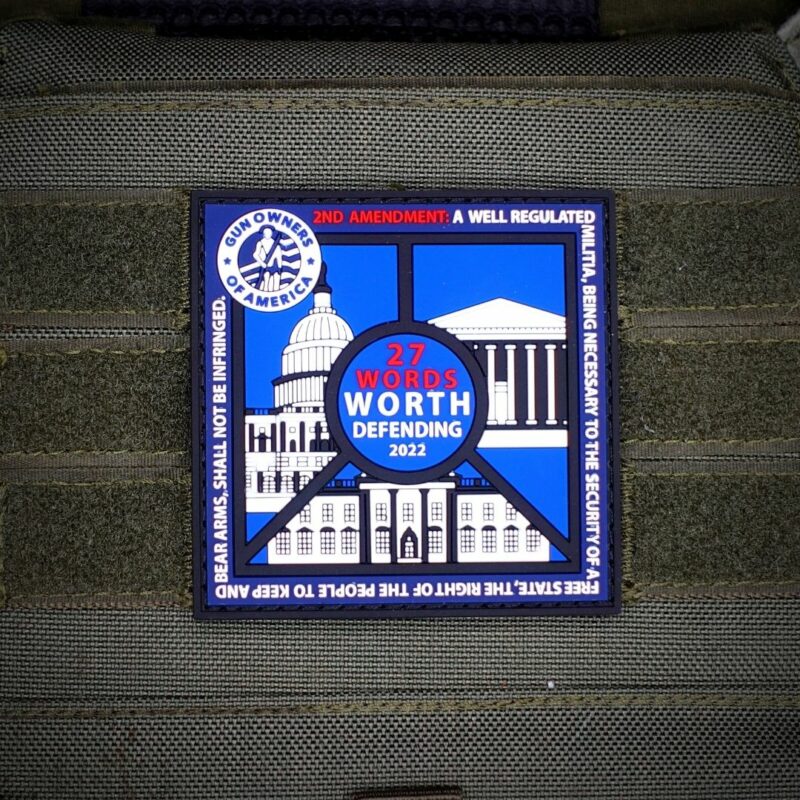 GUN OWNERS
OF AMERICA
2ND AMENDMENT: A WELL REGULATED
MILITIA, BEING NECESSARY TO THE SECURITY OF A
FREE STATE, THE RIGHT OF THE PEOPLE TO KEEP AND
BEAR ARMS, SHALL NOT BE INFRINGED.
27
WORDS
WORTH
DEFENDING
2022